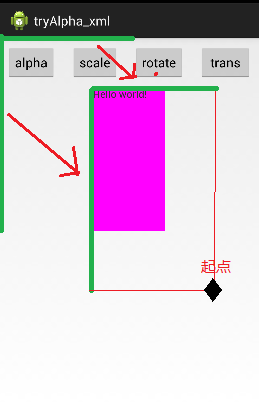 tryAlpha_xml
alpha scale rotate trans
Hello world!
起点